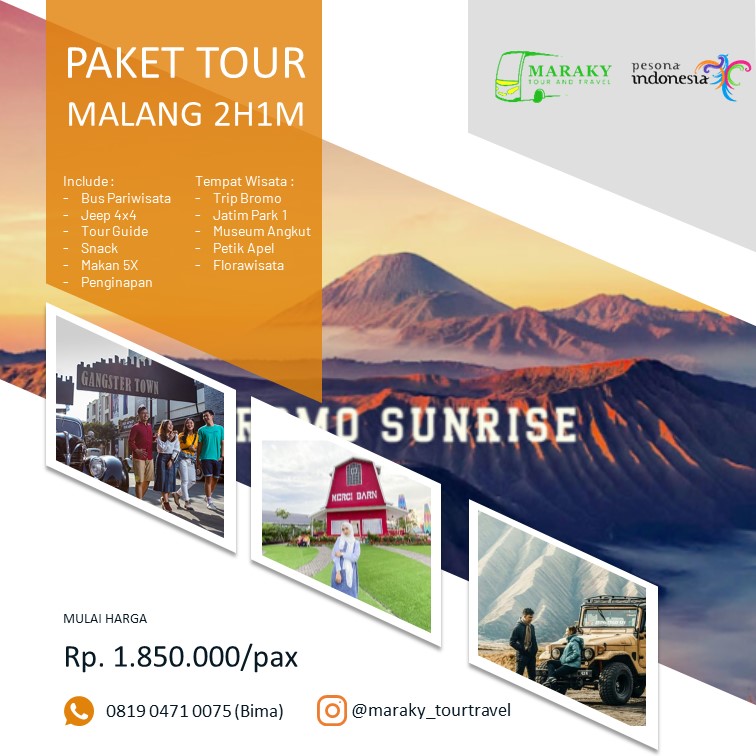 PAKET TOUR
MALANG 2H1M
MARAKY
TOUR AND TRAVEL
pesona
indonesia
Include :
- Bus Pariwisata
- Jeep 4x4
- Tour Guide
- Snack
- Makan 5X
- Penginapan
Tempat Wisata :
- Trip Bromo
- Jatim Park 1
- Museum Angkut
- Petik Apel
- Florawisata
GANGSTER TOWN
ROMO SUNRISE
MERCI BARN
MULAI HARGA
Rp. 1.850.000/pax
0819 0471 0075 (Bima)
@maraky_tourtravel